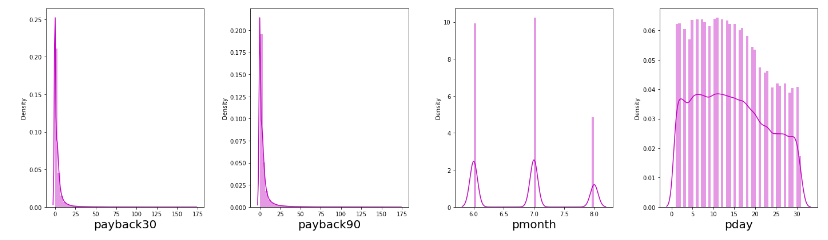 0.25
0.20
0.15
0.10
0.05
0.00
Density
0 25 50 75 100 125 150 175
payback30
0.200
0.175
0.150
0.125
0.100
0.075
0.050
0.025
0.000
Density
0 25 50 75 100 125 150 175
payback90
10
8
6
4
2
0
Density
6.0 6.5 7.0 7.5 8.0
pmonth
0.06
0.05
0.04
0.03
0.02
0.01
0.00
Density
0 5 10 15 20 25 30
pday